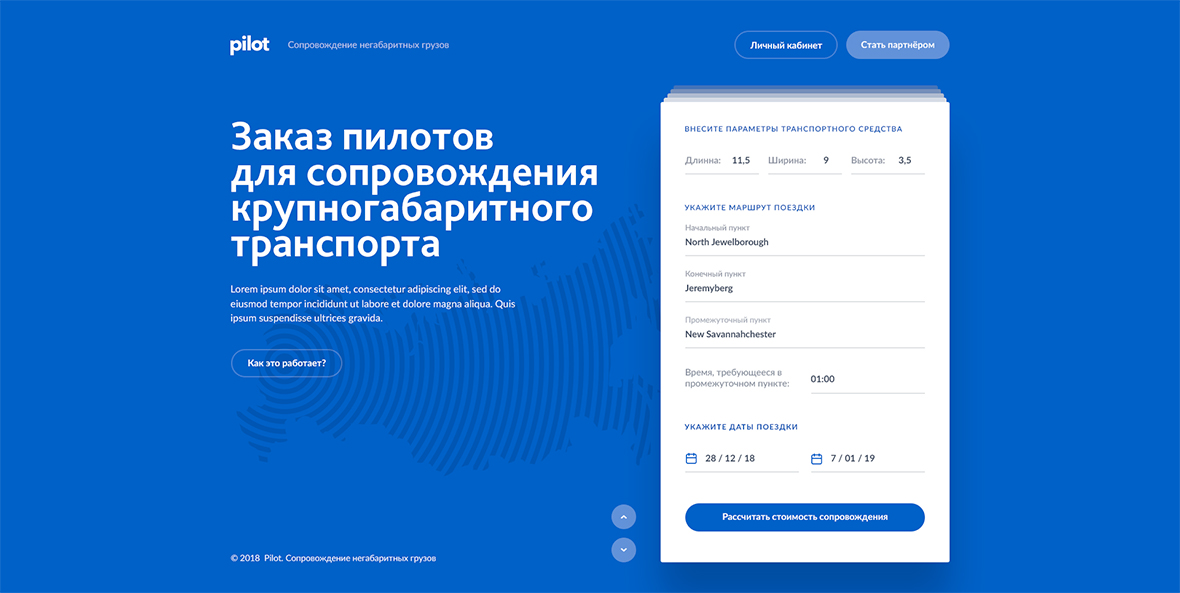 pilot
Сопровождение негабаритных грузов
Личный кабинет
Стать партнёром
Заказ пилотов
для сопровождения
крупногабаритного
транспорта
Lorem ipsum dolor sit amet, consectetur adipiscing elit, sed do
eiusmod tempor incididunt ut labore et dolore magna aliqua. Quis
ipsum suspendisse ultrices gravida.
Как это работает?
ВНЕСИТЕ ПАРАМЕТРЫ ТРАНСПОРТНОГО СРЕДСТВА
Длинна: 11,5 Ширина: 9 Высота: 3,5
УКАЖИТЕ МАРШРУТ ПОЕЗДКИ
Начальный пункт
North Jewelborough
Конечный пункт
Jeremyberg
Промежуточный пункт
New Savannahchester
Время, требующееся в
промежуточном пункте:
01:00
УКАЖИТЕ ДАТЫ ПОЕЗДКИ
28 / 12 / 18 7 / 01 / 19
Рассчитать стоимость сопровождения
© 2018 Pilot. Сопровождение негабаритных грузов